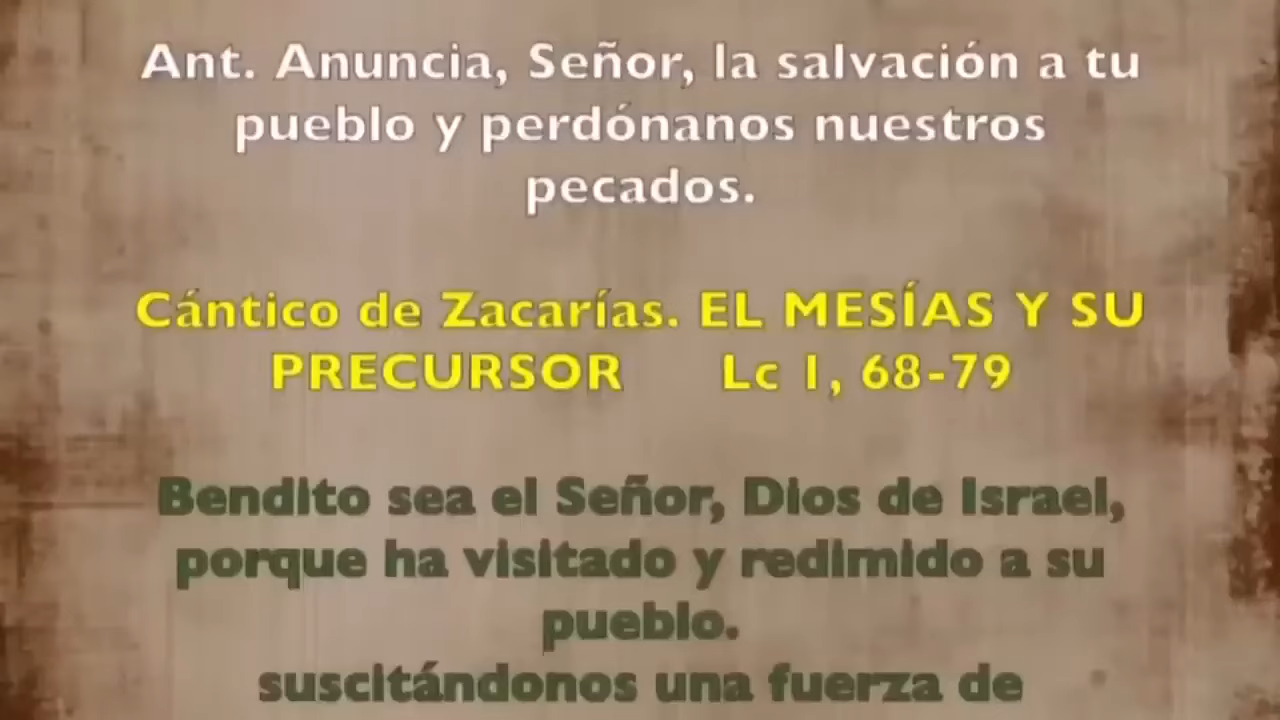 Ant. Anuncia, Señor, la salvación a tu
pueblo y perdónanos nuestros
pecados.
Cántico de Zacarías. EL MESÍAS Y SU
PRECURSOR Lc 1, 68-79
Bendito sea el Señor, Dios de Israel,
porque ha visitado y redimido a su
pueblo.
suscitándonos una fuerza de